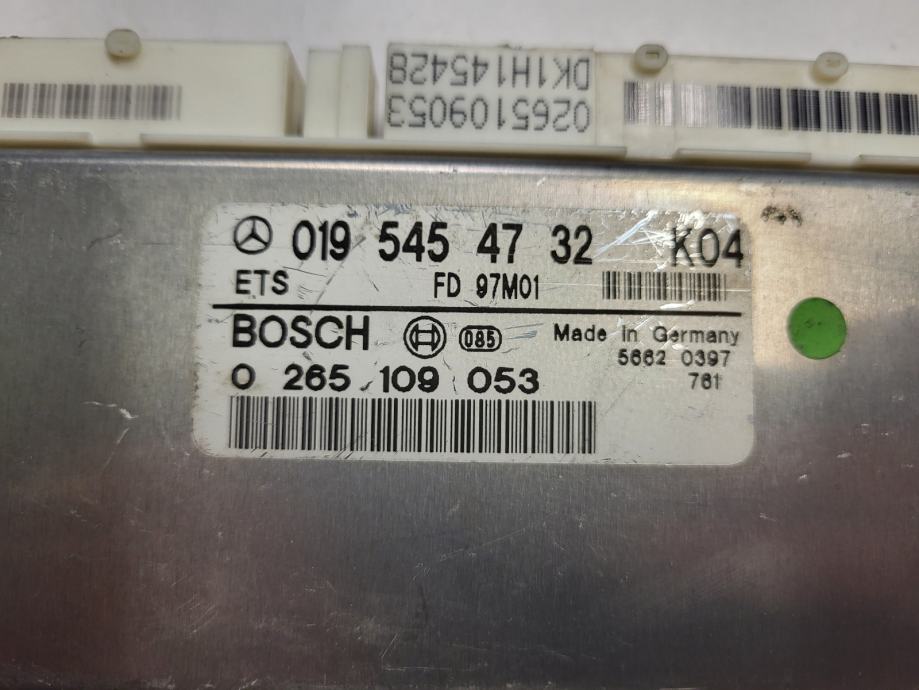 DK1H145428
0265109053
019 545 47 32 K04
ETS FD 97M01
BOSCH 085 Made in Germany
5662 0397
0 265 109 053 761